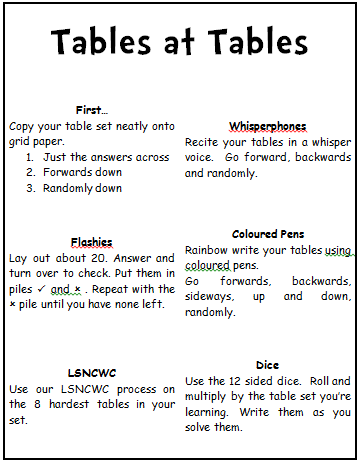 Tables at Tables
First…
Copy your table set neatly onto
grid paper.
1. Just the answers across
2. Forwards down
3. Randomly down
Whisperphones
Recite your tables in a whisper
voice. Go forward, backwards
and randomly.
Flashies
Lay out about 20. Answer and
turn over to check. Put them in
piles ✓ and × . Repeat with the
× pile until you have none left.
Coloured Pens
Rainbow write your tables using
coloured pens.
Go forwards, backwards,
sideways, up and down,
randomly.
LSNCWC
Use our LSNCWC process on
the 8 hardest tables in your
set.
Dice
Use the 12 sided dice. Roll and
multiply by the table set you're
learning. Write them as you
solve them.